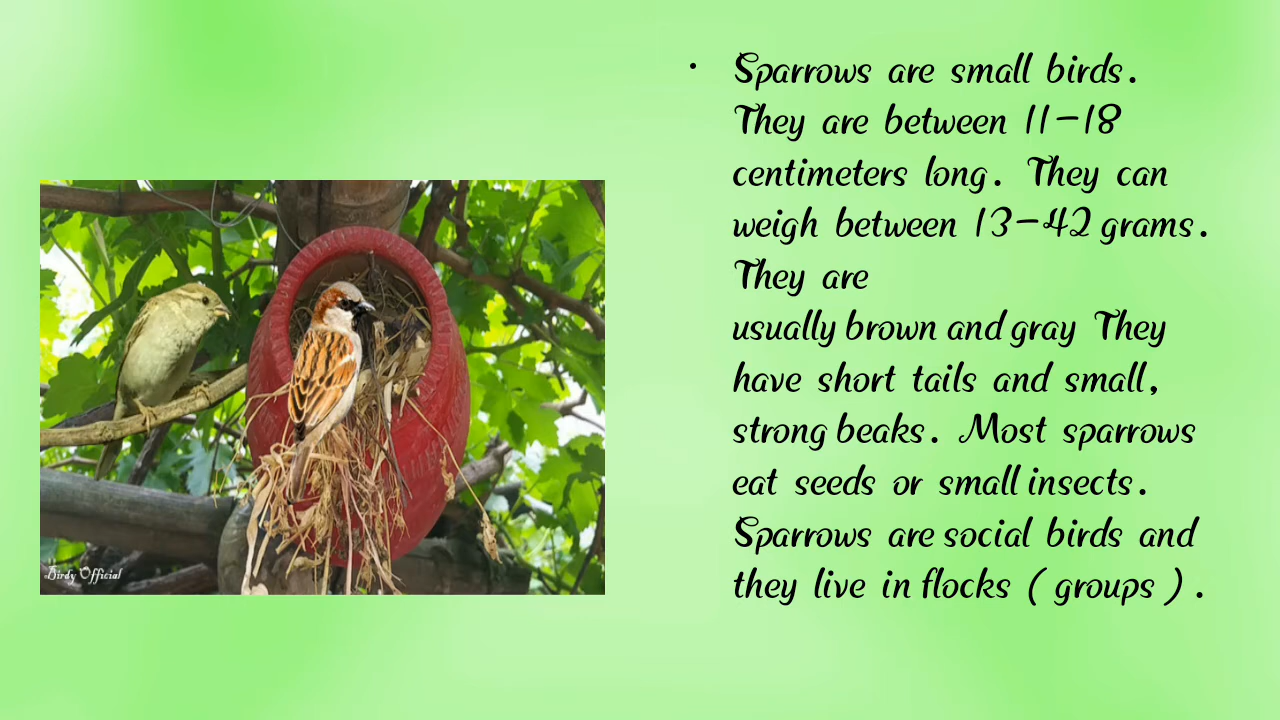 • Sparrows are small birds.
They are between 11-18
centimeters long. They can
weigh between 13-42 grams.
They are
usually brown and gray They
have short tails and small,
strong beaks. Most sparrows
eat seeds or small insects.
Sparrows are social birds and
they live in flocks ( groups ) .
Birdy Official